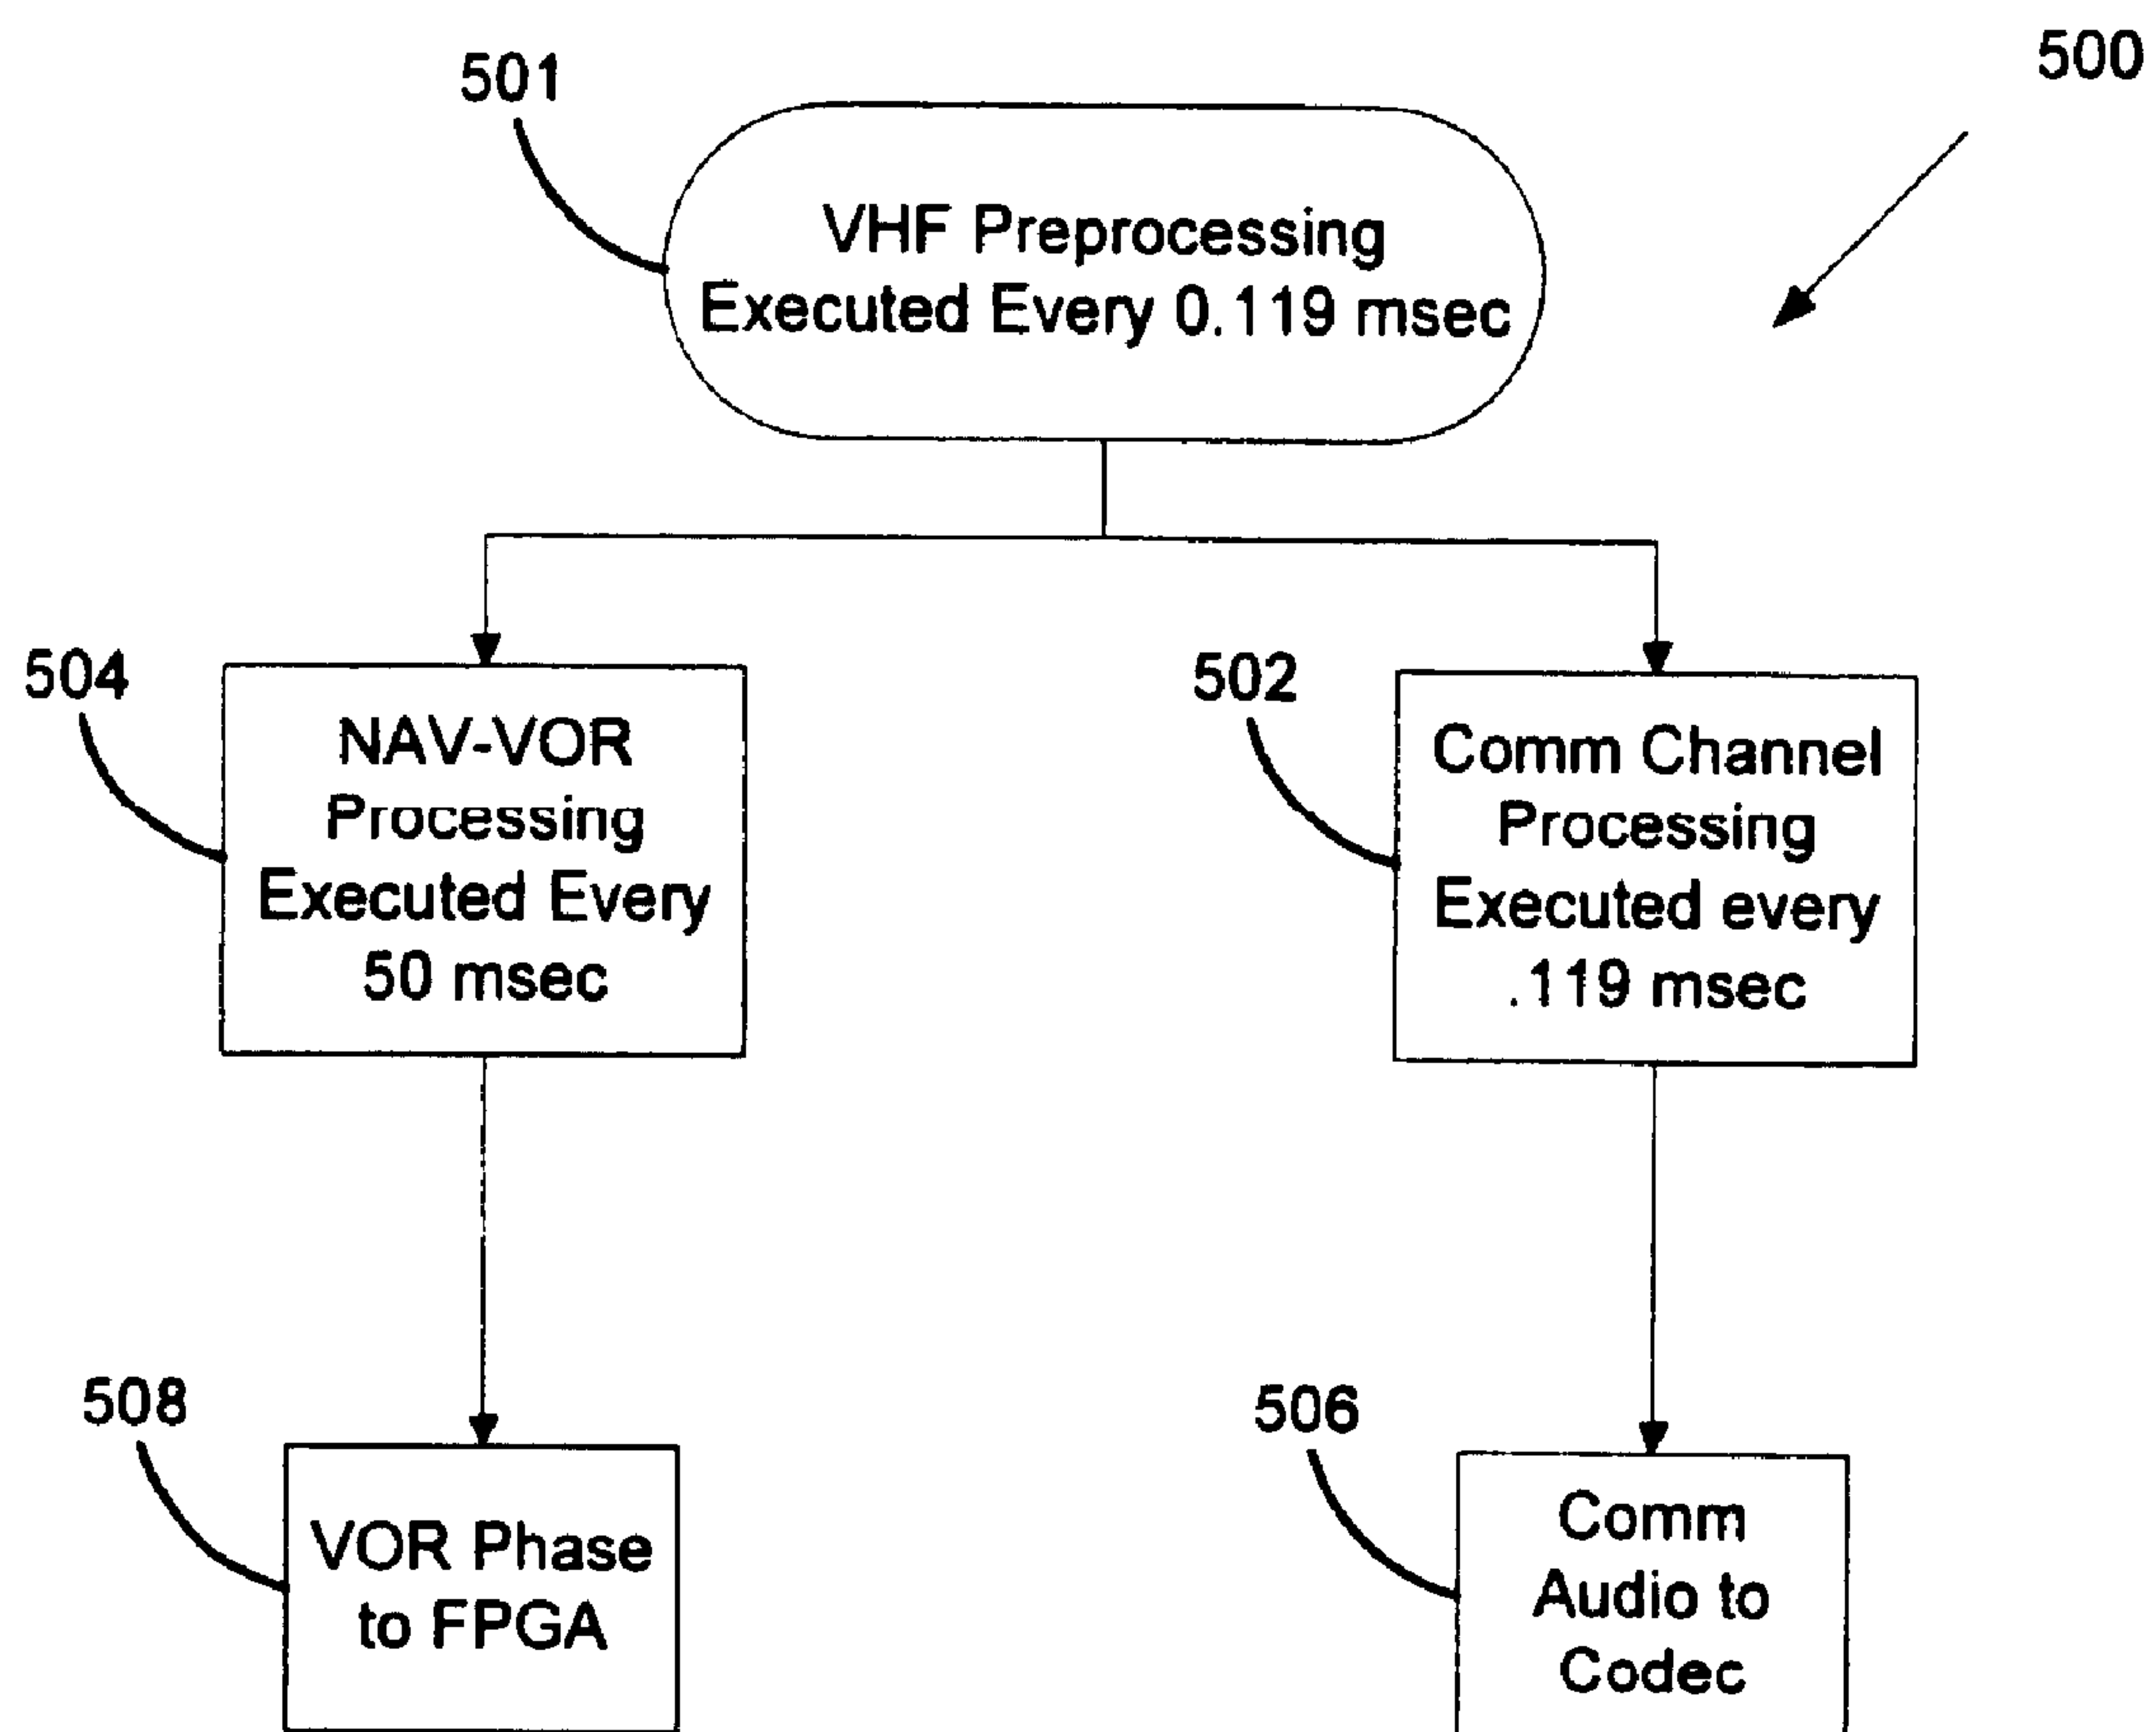 500
501
VHF Preprocessing
Executed Every 0.119 msec
504
NAV-VOR
Processing
Executed Every
50 msec
502
Comm Channel
Processing
Executed every
.119 msec
508
VOR Phase
to FPGA
506
Comm
Audio to
Codec